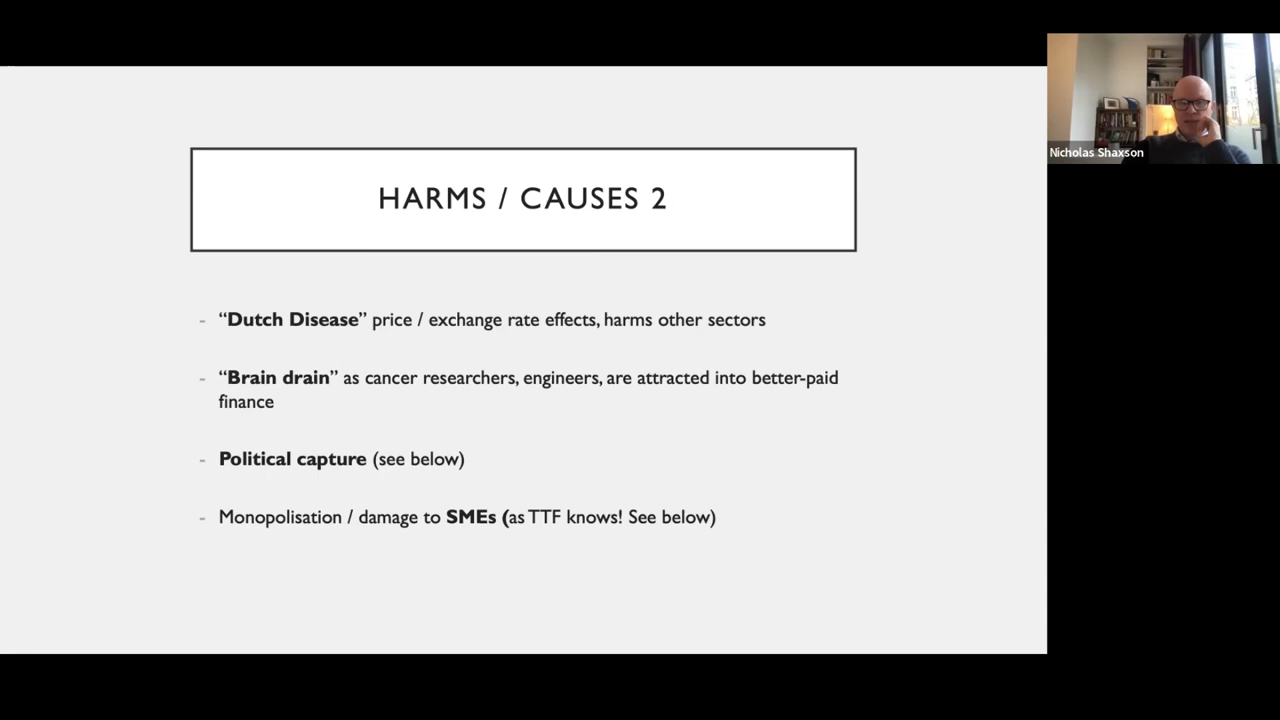 HARMS / CAUSES 2
- “Dutch Disease” price / exchange rate effects, harms other sectors
- “Brain drain” as cancer researchers, engineers, are attracted into better-paid
finance
- Political capture (see below)
- Monopolisation / damage to SMEs (as TTF knows! See below)
Nicholas Shaxson